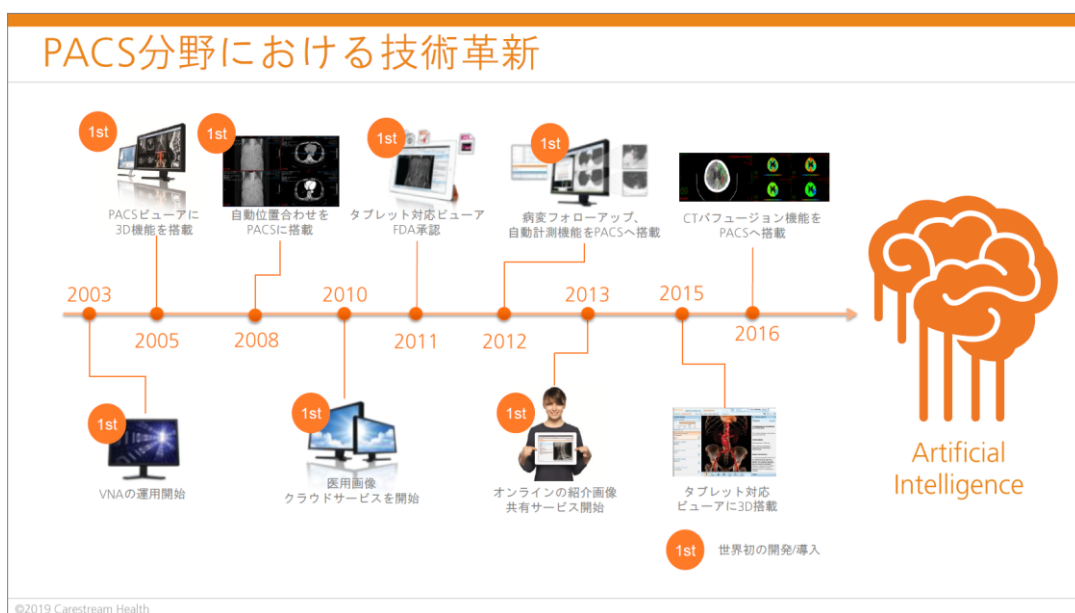 PACS分野における技術革新
1st
1st
1st
1st
PACSビューアに
3D機能を搭載
自動位置合わせを
PACSに搭載
タブレット対応ビューア
FDA承認
病変フォローアップ、
自動計測機能をPACSへ搭載
CTパフュージョン機能を
PACSへ搭載
2003
2005
2008
2010
2011
2012
2013
2015
2016
1st
VNAの運用開始
1st
医用画像
クラウドサービスを開始
1st
オンラインの紹介画像
共有サービス開始
タブレット対応
ビューアに3D搭載
Artificial
Intelligence
1st 世界初の開発/導入
©2019 Carestream Health